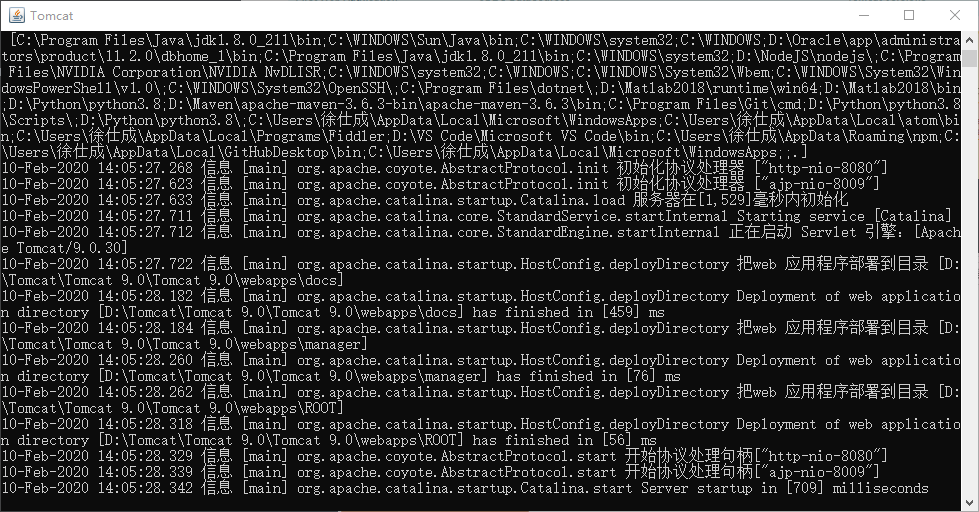 Tomcat
[C:\Program Files\Java\jdk1.8.0_211\bin;C:\WINDOWS\Sun\Java\bin;C:\WINDOWS\system32;C:\WINDOWS;D:\Oracle\app\administra
tors\product\11.2.0\dbhome_1\bin;C:\Program Files\Java\jdk1.8.0_211\bin;C:\WINDOWS\system32;D:\NodeJS\nodejs\;C:\Program
Files\NVIDIA Corporation\NVIDIA NvDLISR;C:\WINDOWS\system32;C:\WINDOWS;C:\WINDOWS\System32\Wbem;C:\WINDOWS\System32\Win
dowsPowerShell\v1.0\;C:\WINDOWS\System32\OpenSSH\;C:\Program Files\dotnet\;D:\Matlab2018\runtime\win64;D:\Matlab2018\bin
;D:\Python\python3.8;D:\Maven\apache-maven-3.6.3-bin\apache-maven-3.6.3\bin;C:\Program Files\Git\cmd;D:\Python\python3.8
\Scripts\;D:\Python\python3.8\;C:\Users\徐仕成\AppData\Local\Microsoft\WindowsApps;C:\Users\徐仕成\AppData\Local\atom\bi
n;C:\Users\徐仕成\AppData\Local\Programs\Fiddler;D:\VS Code\Microsoft VS Code\bin;C:\Users\徐仕成\AppData\Roaming\npm;C:
\Users\徐仕成\AppData\Local\GitHubDesktop\bin;C:\Users\徐仕成\AppData\Local\Microsoft\WindowsApps;;.]
10-Feb-2020 14:05:27.268 信息 [main] org.apache.coyote.AbstractProtocol.init 初始化协议处理器 ["http-nio-8080"]
10-Feb-2020 14:05:27.623 信息 [main] org.apache.coyote.AbstractProtocol.init 初始化协议处理器 ["ajp-nio-8009"]
10-Feb-2020 14:05:27.633 信息 [main] org.apache.catalina.startup.Catalina.load 服务器在[1,529]毫秒内初始化
10-Feb-2020 14:05:27.711 信息 [main] org.apache.catalina.core.StandardService.startInternal Starting service [Catalina]
10-Feb-2020 14:05:27.712 信息 [main] org.apache.catalina.core.StandardEngine.startInternal 正在启动 Servlet 引擎：[Apach
e Tomcat/9.0.30]
10-Feb-2020 14:05:27.722 信息 [main] org.apache.catalina.startup.HostConfig.deployDirectory 把web 应用程序部署到目录 [D:
\Tomcat\Tomcat 9.0\Tomcat 9.0\webapps\docs]
10-Feb-2020 14:05:28.182 信息 [main] org.apache.catalina.startup.HostConfig.deployDirectory Deployment of web applicatio
n directory [D:\Tomcat\Tomcat 9.0\Tomcat 9.0\webapps\docs] has finished in [459] ms
10-Feb-2020 14:05:28.184 信息 [main] org.apache.catalina.startup.HostConfig.deployDirectory 把web 应用程序部署到目录 [D:
\Tomcat\Tomcat 9.0\Tomcat 9.0\webapps\manager]
10-Feb-2020 14:05:28.260 信息 [main] org.apache.catalina.startup.HostConfig.deployDirectory Deployment of web applicatio
n directory [D:\Tomcat\Tomcat 9.0\Tomcat 9.0\webapps\manager] has finished in [76] ms
10-Feb-2020 14:05:28.262 信息 [main] org.apache.catalina.startup.HostConfig.deployDirectory 把web 应用程序部署到目录 [D:
\Tomcat\Tomcat 9.0\Tomcat 9.0\webapps\ROOT]
10-Feb-2020 14:05:28.318 信息 [main] org.apache.catalina.startup.HostConfig.deployDirectory Deployment of web applicatio
n directory [D:\Tomcat\Tomcat 9.0\Tomcat 9.0\webapps\ROOT] has finished in [56] ms
10-Feb-2020 14:05:28.329 信息 [main] org.apache.coyote.AbstractProtocol.start 开始协议处理句柄["http-nio-8080"]
10-Feb-2020 14:05:28.339 信息 [main] org.apache.coyote.AbstractProtocol.start 开始协议处理句柄["ajp-nio-8009"]
10-Feb-2020 14:05:28.342 信息 [main] org.apache.catalina.startup.Catalina.start Server startup in [709] milliseconds